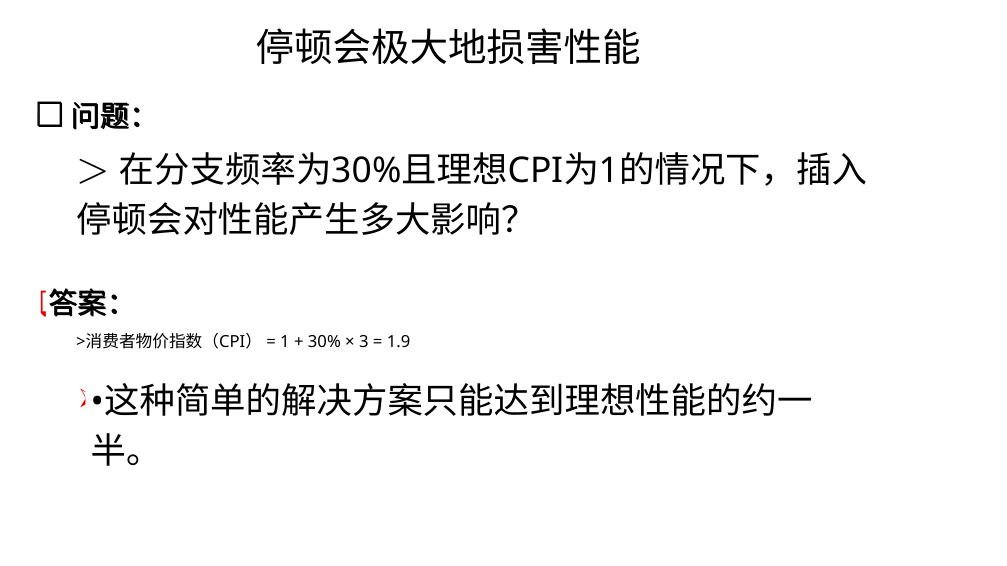 停顿会极大地损害性能
□ 问题：
＞ 在分支频率为30%且理想CPI为1的情况下，插入
停顿会对性能产生多大影响？
答案：
>消费者物价指数（CPI） = 1 + 30% × 3 = 1.9
•这种简单的解决方案只能达到理想性能的约一
半。